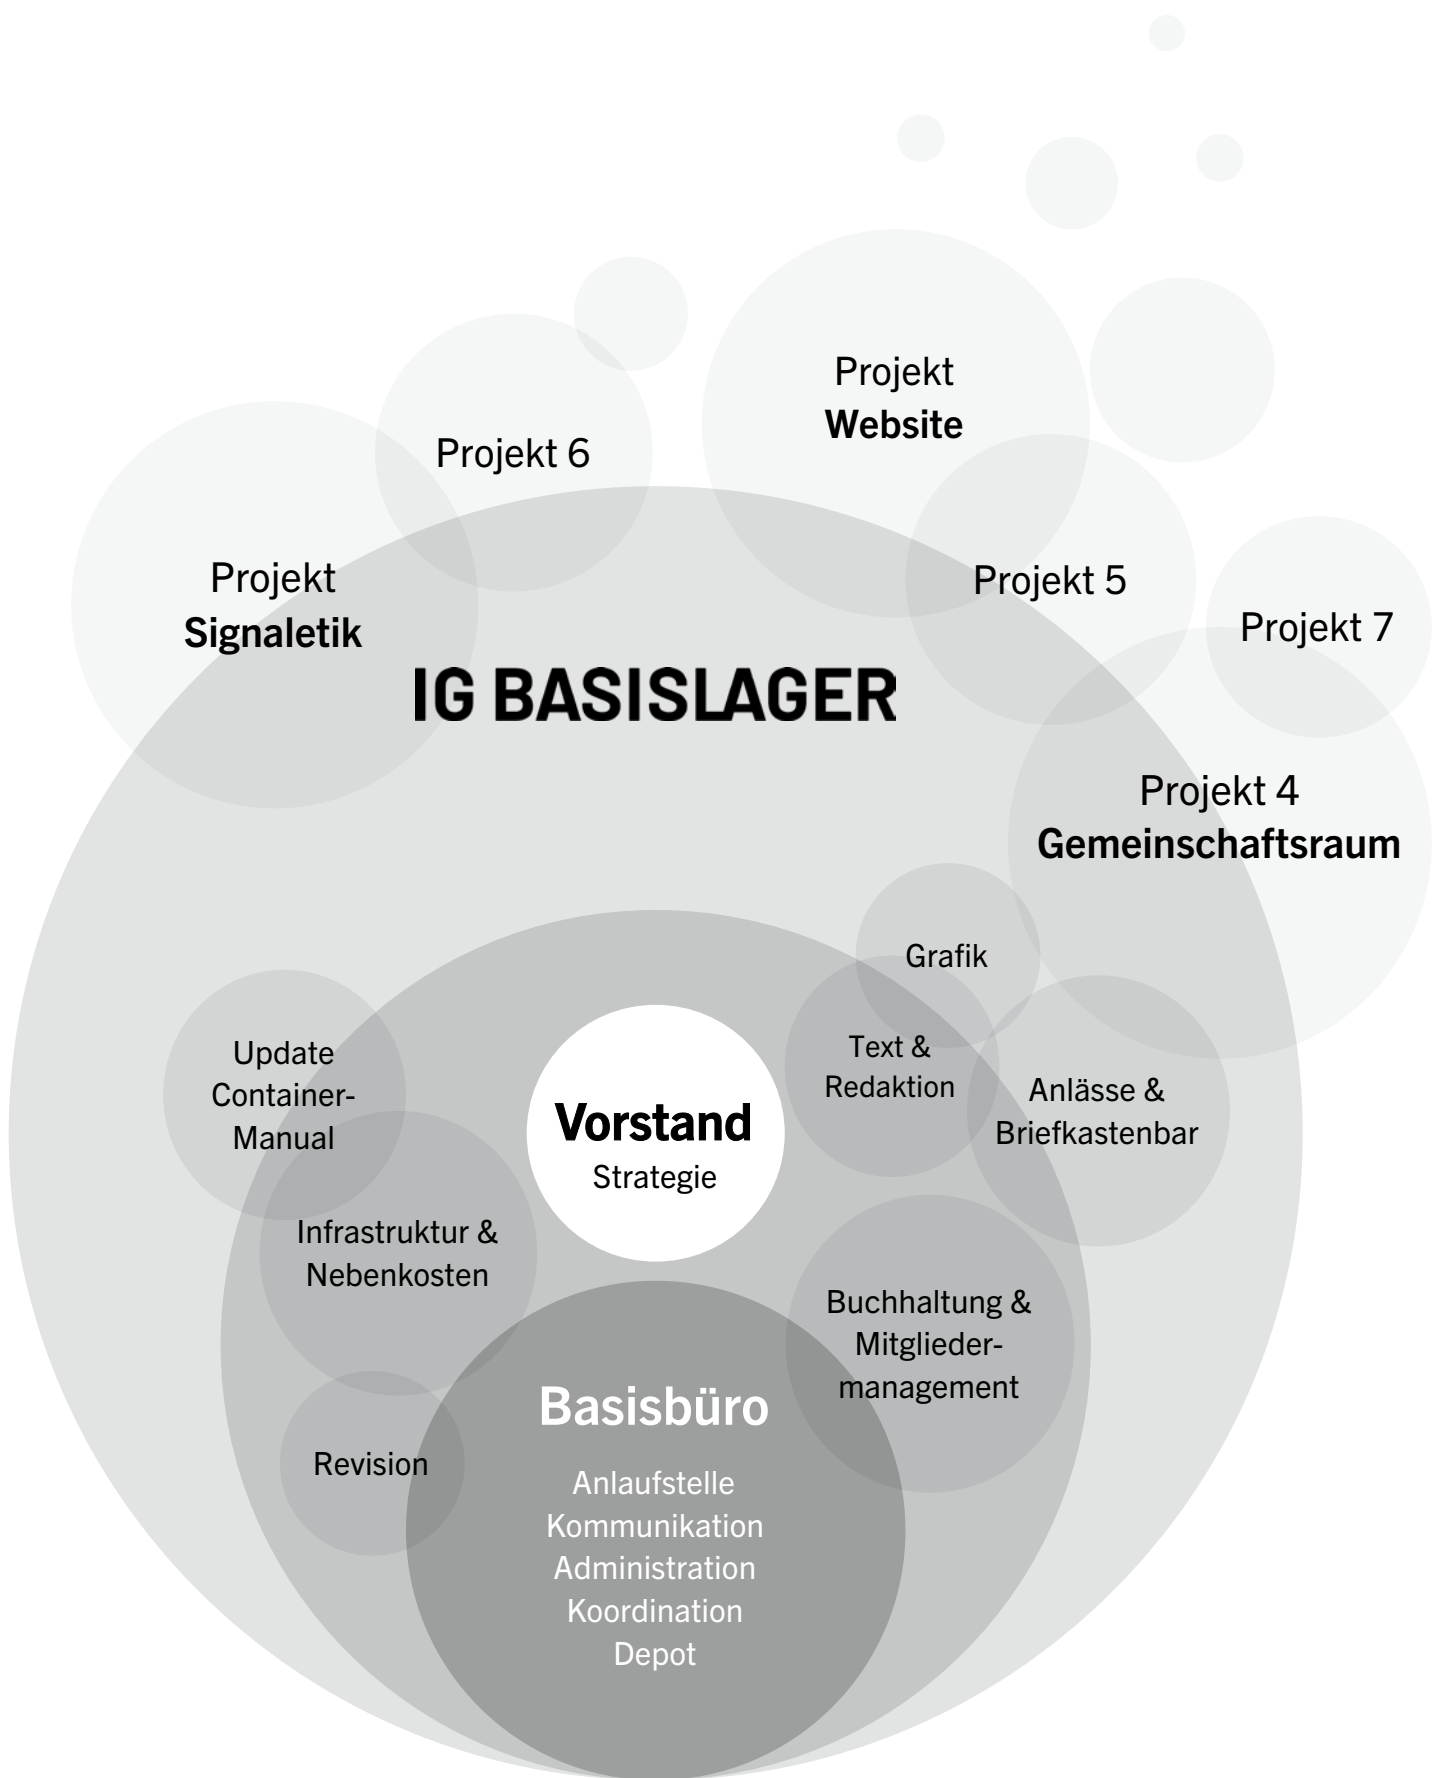 Projekt
Website
Projekt 6
Projekt
Signaletik
Projekt 5
Projekt 7
IG BASISLAGER
Projekt 4
Gemeinschaftsraum
Grafik
Text &
Redaktion
Anlässe &
Briefkastenbar
Update
Container-
Manual
Vorstand
Strategie
Infrastruktur &
Nebenkosten
Buchhaltung &
Mitglieder-
management
Revision
Basisbüro
Anlaufstelle
Kommunikation
Administration
Koordination
Depot